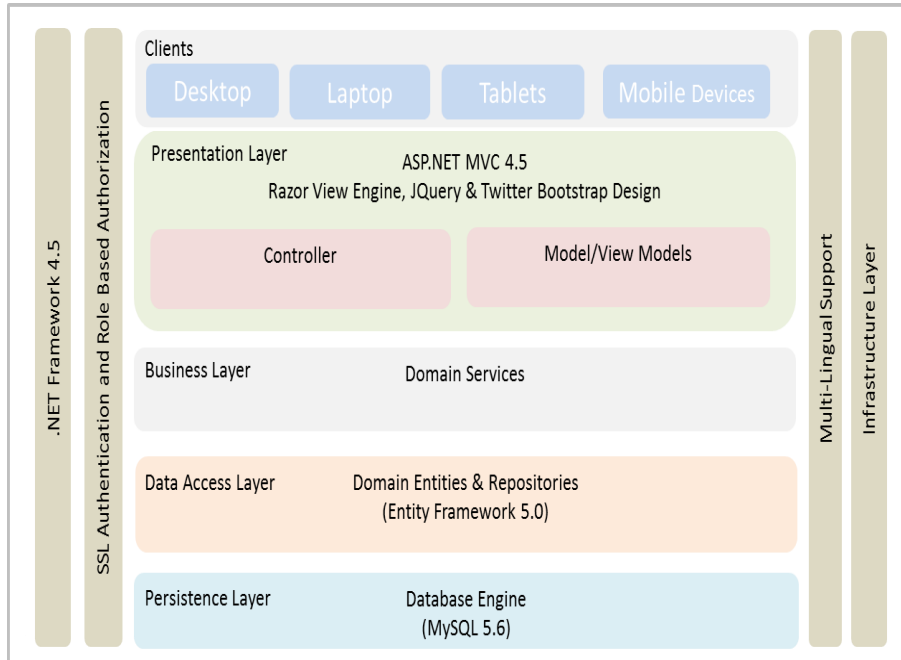 .NET Framework 4.5
SSL Authentication and Role Based Authorization
Clients
Desktop
Laptop
Tablets
Mobile Devices
Presentation Layer
ASP.NET MVC 4.5
Razor View Engine, JQuery & Twitter Bootstrap Design
Controller
Model/View Models
Business Layer
Domain Services
Data Access Layer
Domain Entities & Repositories
(Entity Framework 5.0)
Persistence Layer
Database Engine
(MySQL 5.6)
Multi-Lingual Support
Infrastructure Layer